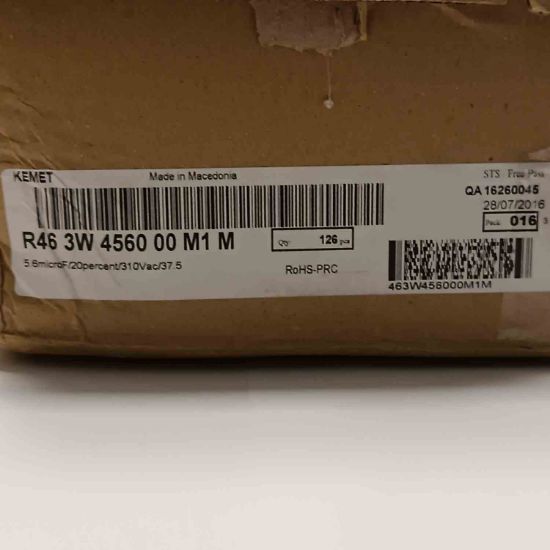 KEMET
Made in Macedonia
STS Free Pass
QA 16260045
28/07/2016
Pack: 016 3
R46 3W 4560 00 M1 M
Qty: 126 pcs
5.6microF/20percent/310Vac/37.5
RoHS-PRC
463W456000M1M